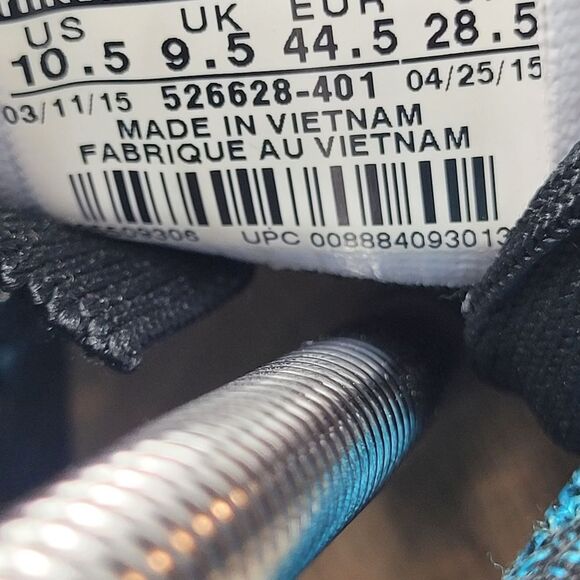 US UK EUR
10.5 9.5 44.5 28.5
03/11/15 526628-401 04/25/15
MADE IN VIETNAM
FABRIQUE AU VIETNAM
09306 UPC 00888409301